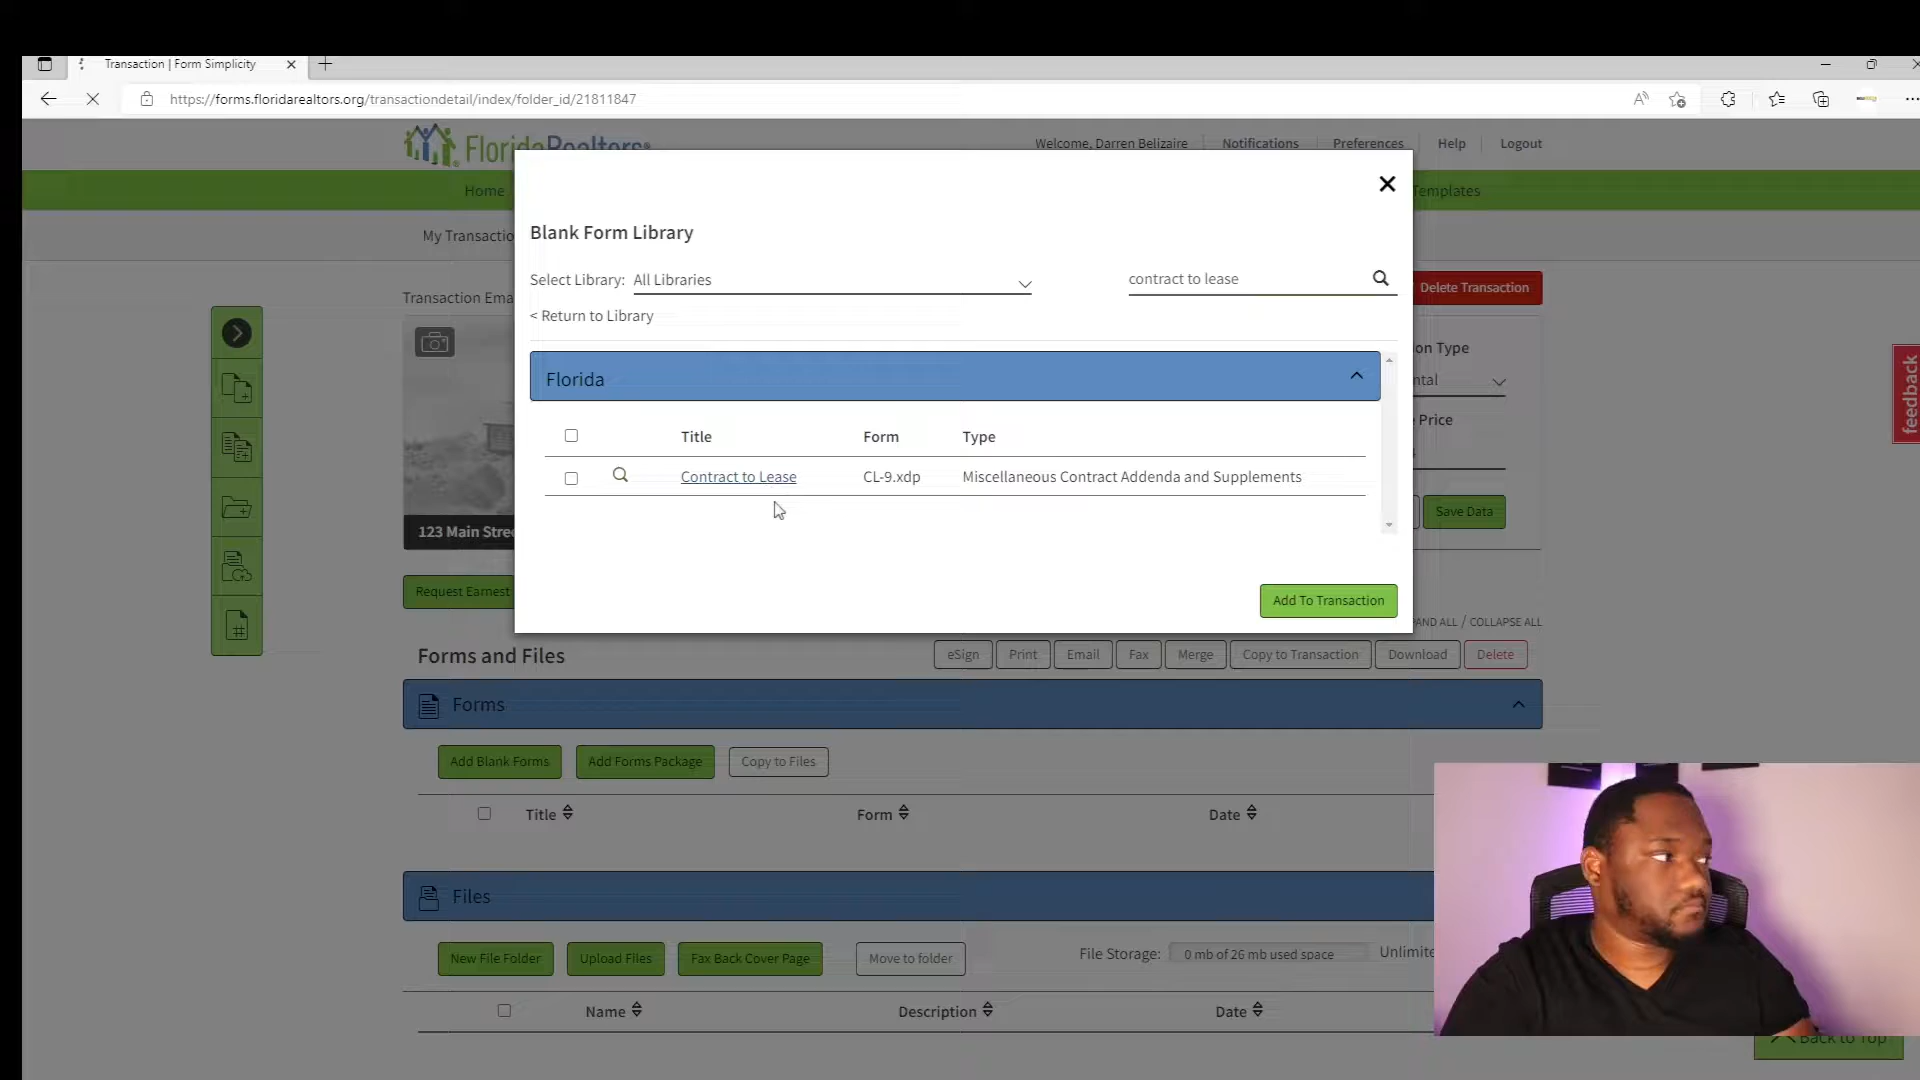 Transaction | Form Simplicity
https://forms.floridarealtors.org/transactiondetail/index/folder_id/21811847
FloridaRealtors
Welcome, Darren Belizaire
Notifications
Preferences
Help
Logout
Home
Templates
My Transactio
Blank Form Library
Select Library: All Libraries
contract to lease
< Return to Library
Transaction Ema
Delete Transaction
Florida
on Type
ntal
Price
feedback
Title Form Type
Contract to Lease CL-9.xdp Miscellaneous Contract Addenda and Supplements
Save Data
123 Main Stree
Request Earnest
Add To Transaction
PAND ALL / COLLAPSE ALL
Forms and Files
eSign Print Email Fax Merge Copy to Transaction Download Delete
Forms
Add Blank Forms Add Forms Package Copy to Files
Title Form Date
Files
New File Folder Upload Files Fax Back Cover Page Move to folder
File Storage: 0 mb of 26 mb used space Unlimite
Name Description Date
Back to Top